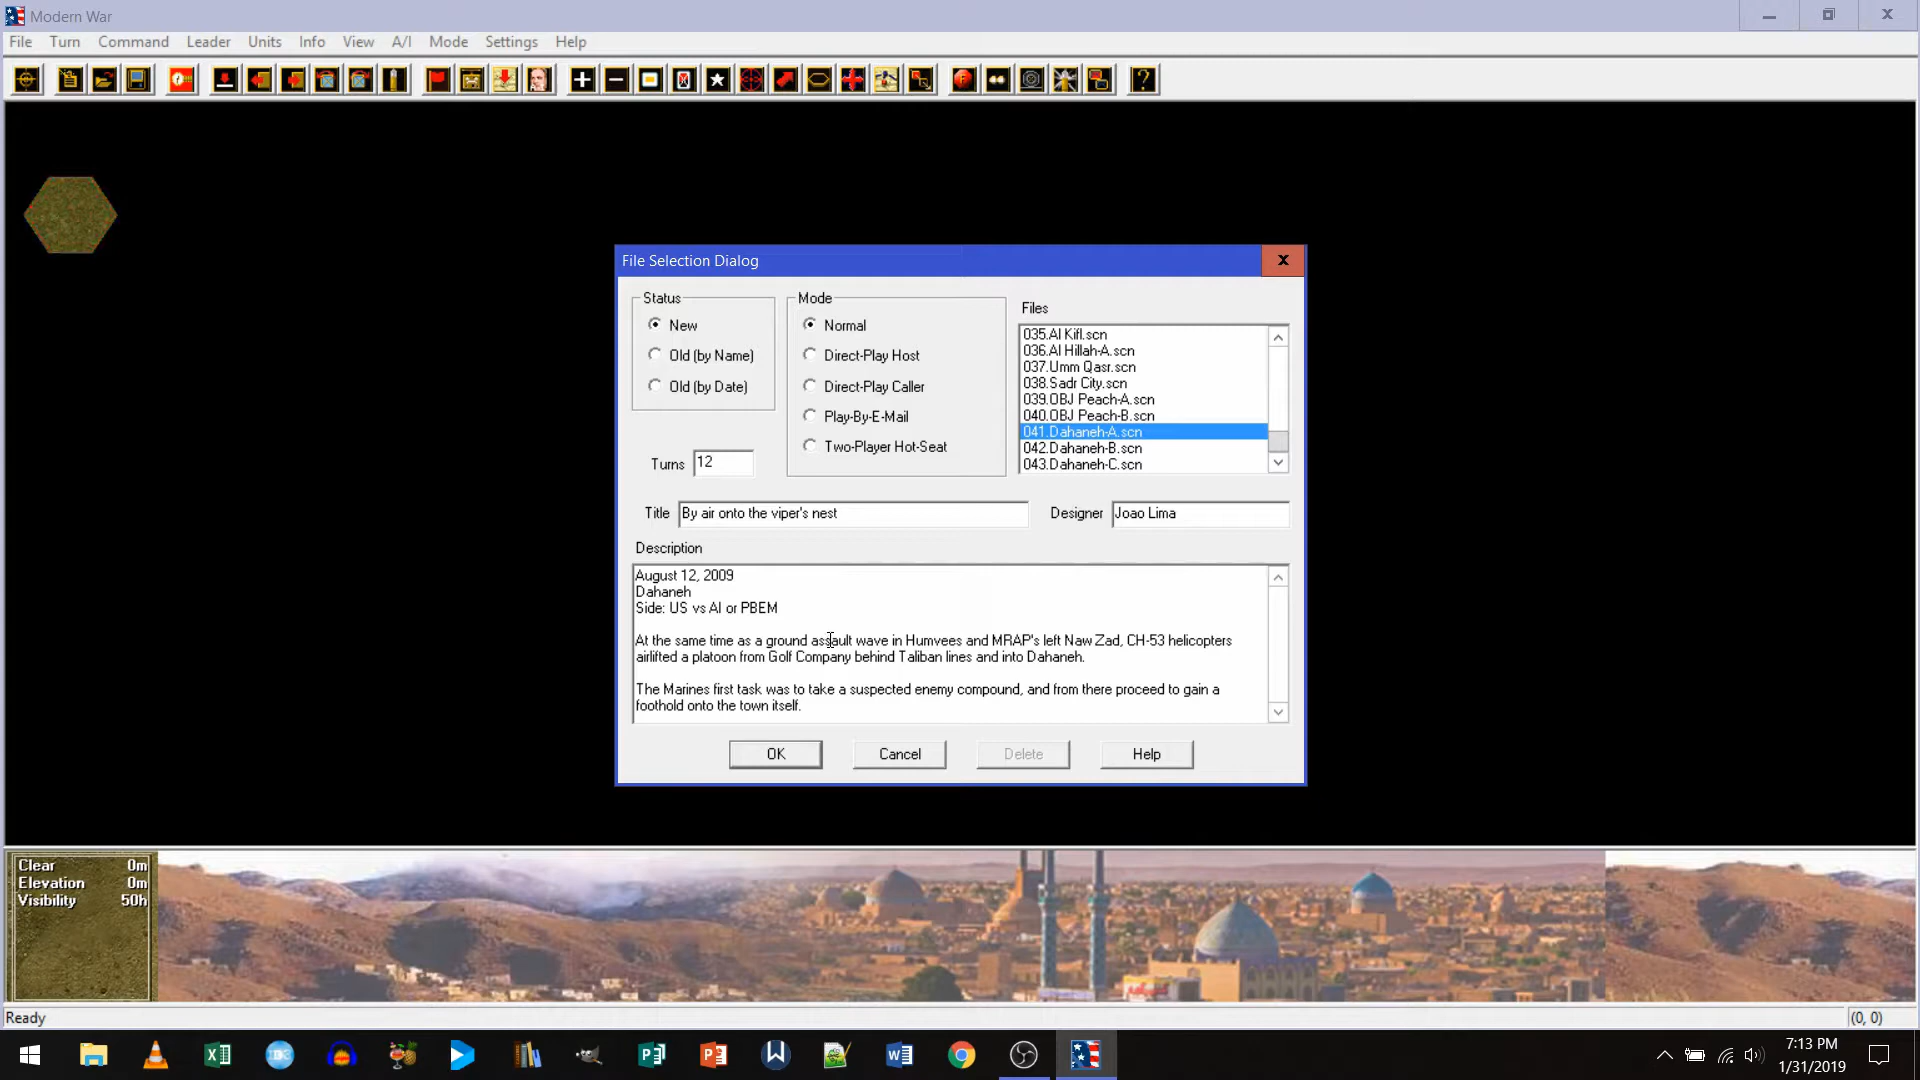 Modern War
File Turn Command Leader Units Info View A/I Mode Settings Help
File Selection Dialog
Status
New
Old (by Name)
Old (by Date)
Mode
Normal
Direct-Play Host
Direct-Play Caller
Play-By-E-Mail
Two-Player Hot-Seat
Files
035.Al Kifl.scn
036.Al Hillah-A.scn
037.Umm Qasr.scn
038.Sadr City.scn
039.OBJ Peach-A.scn
040.OBJ Peach-B.scn
041.Dahaneh-A.scn
042.Dahaneh-B.scn
043.Dahaneh-C.scn
Turns 12
Title By air onto the viper's nest
Designer Joao Lima
Description
August 12, 2009
Dahaneh
Side: US vs AI or PBEM
At the same time as a ground assault wave in Humvees and MRAP's left Naw Zad, CH-53 helicopters
airlifted a platoon from Golf Company behind Taliban lines and into Dahaneh.
The Marines first task was to take a suspected enemy compound, and from there proceed to gain a
foothold onto the town itself.
OK Cancel Delete Help
Clear 0m
Elevation 0m
Visibility 50h
Ready
(0, 0)
7:13 PM
1/31/2019